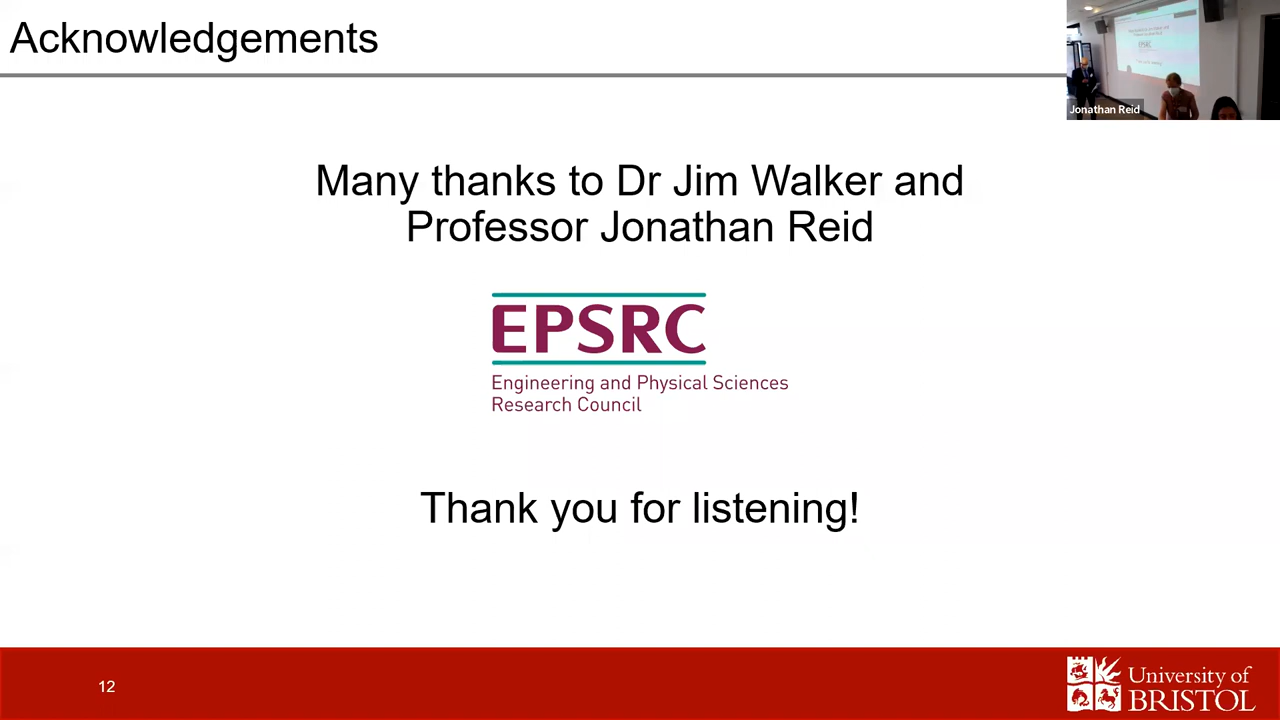 Acknowledgements
Jonathan Reid
Many thanks to Dr Jim Walker and
Professor Jonathan Reid
EPSRC
Engineering and Physical Sciences
Research Council
Thank you for listening!
12
University of
BRISTOL